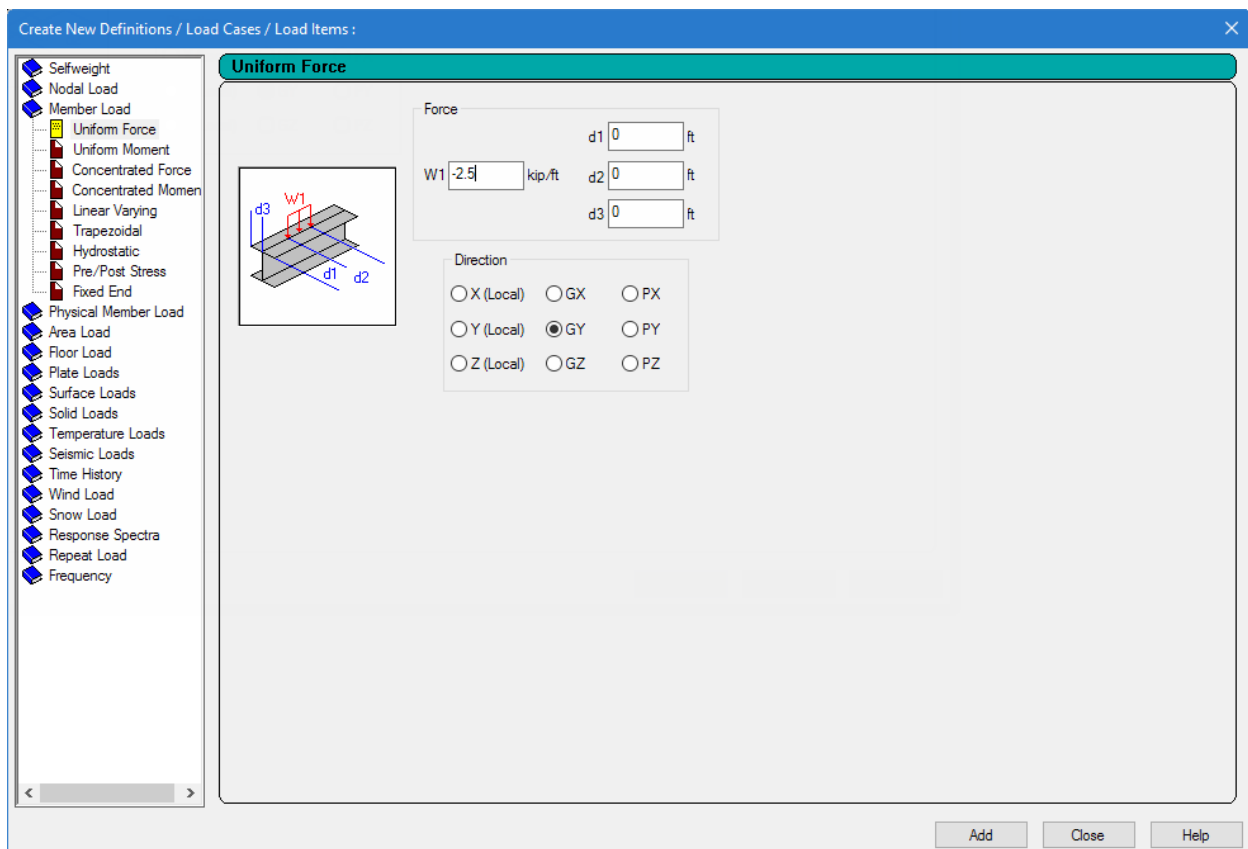 Create New Definitions / Load Cases / Load Items :
Selfweight
Nodal Load
Member Load
Uniform Force
Uniform Moment
Concentrated Force
Concentrated Momen
Linear Varying
Trapezoidal
Hydrostatic
Pre/Post Stress
Fixed End
Physical Member Load
Area Load
Floor Load
Plate Loads
Surface Loads
Solid Loads
Temperature Loads
Seismic Loads
Time History
Wind Load
Snow Load
Response Spectra
Repeat Load
Frequency
Uniform Force
d3 W1
d1 d2
Force
d1 0 ft
W1 -2.5 kip/ft d2 0 ft
d3 0 ft
Direction
X (Local) GX PX
Y (Local) GY PY
Z (Local) GZ PZ
Add Close Help